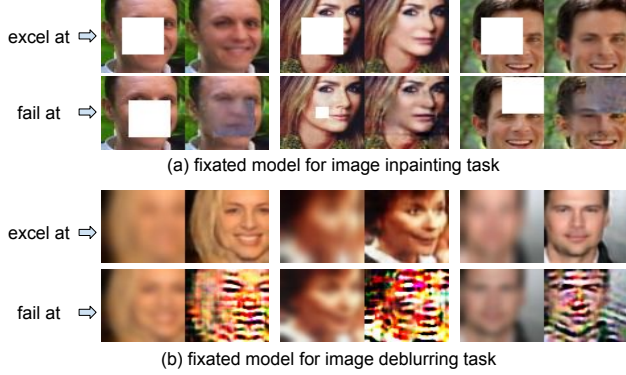 excel at
fail at
(a) fixated model for image inpainting task
excel at
fail at
(b) fixated model for image deblurring task